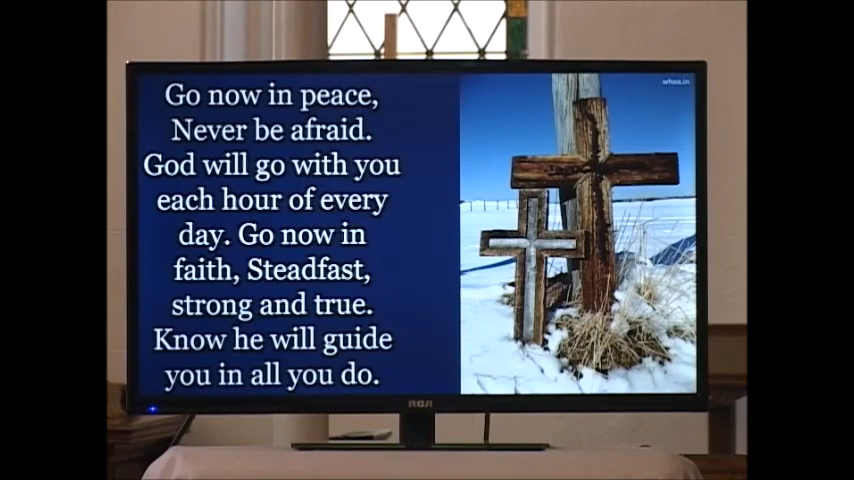 Go now in peace,
Never be afraid.
God will go with you
each hour of every
day. Go now in
faith, Steadfast,
strong and true.
Know he will guide
you in all you do.
whoa.in
RCA